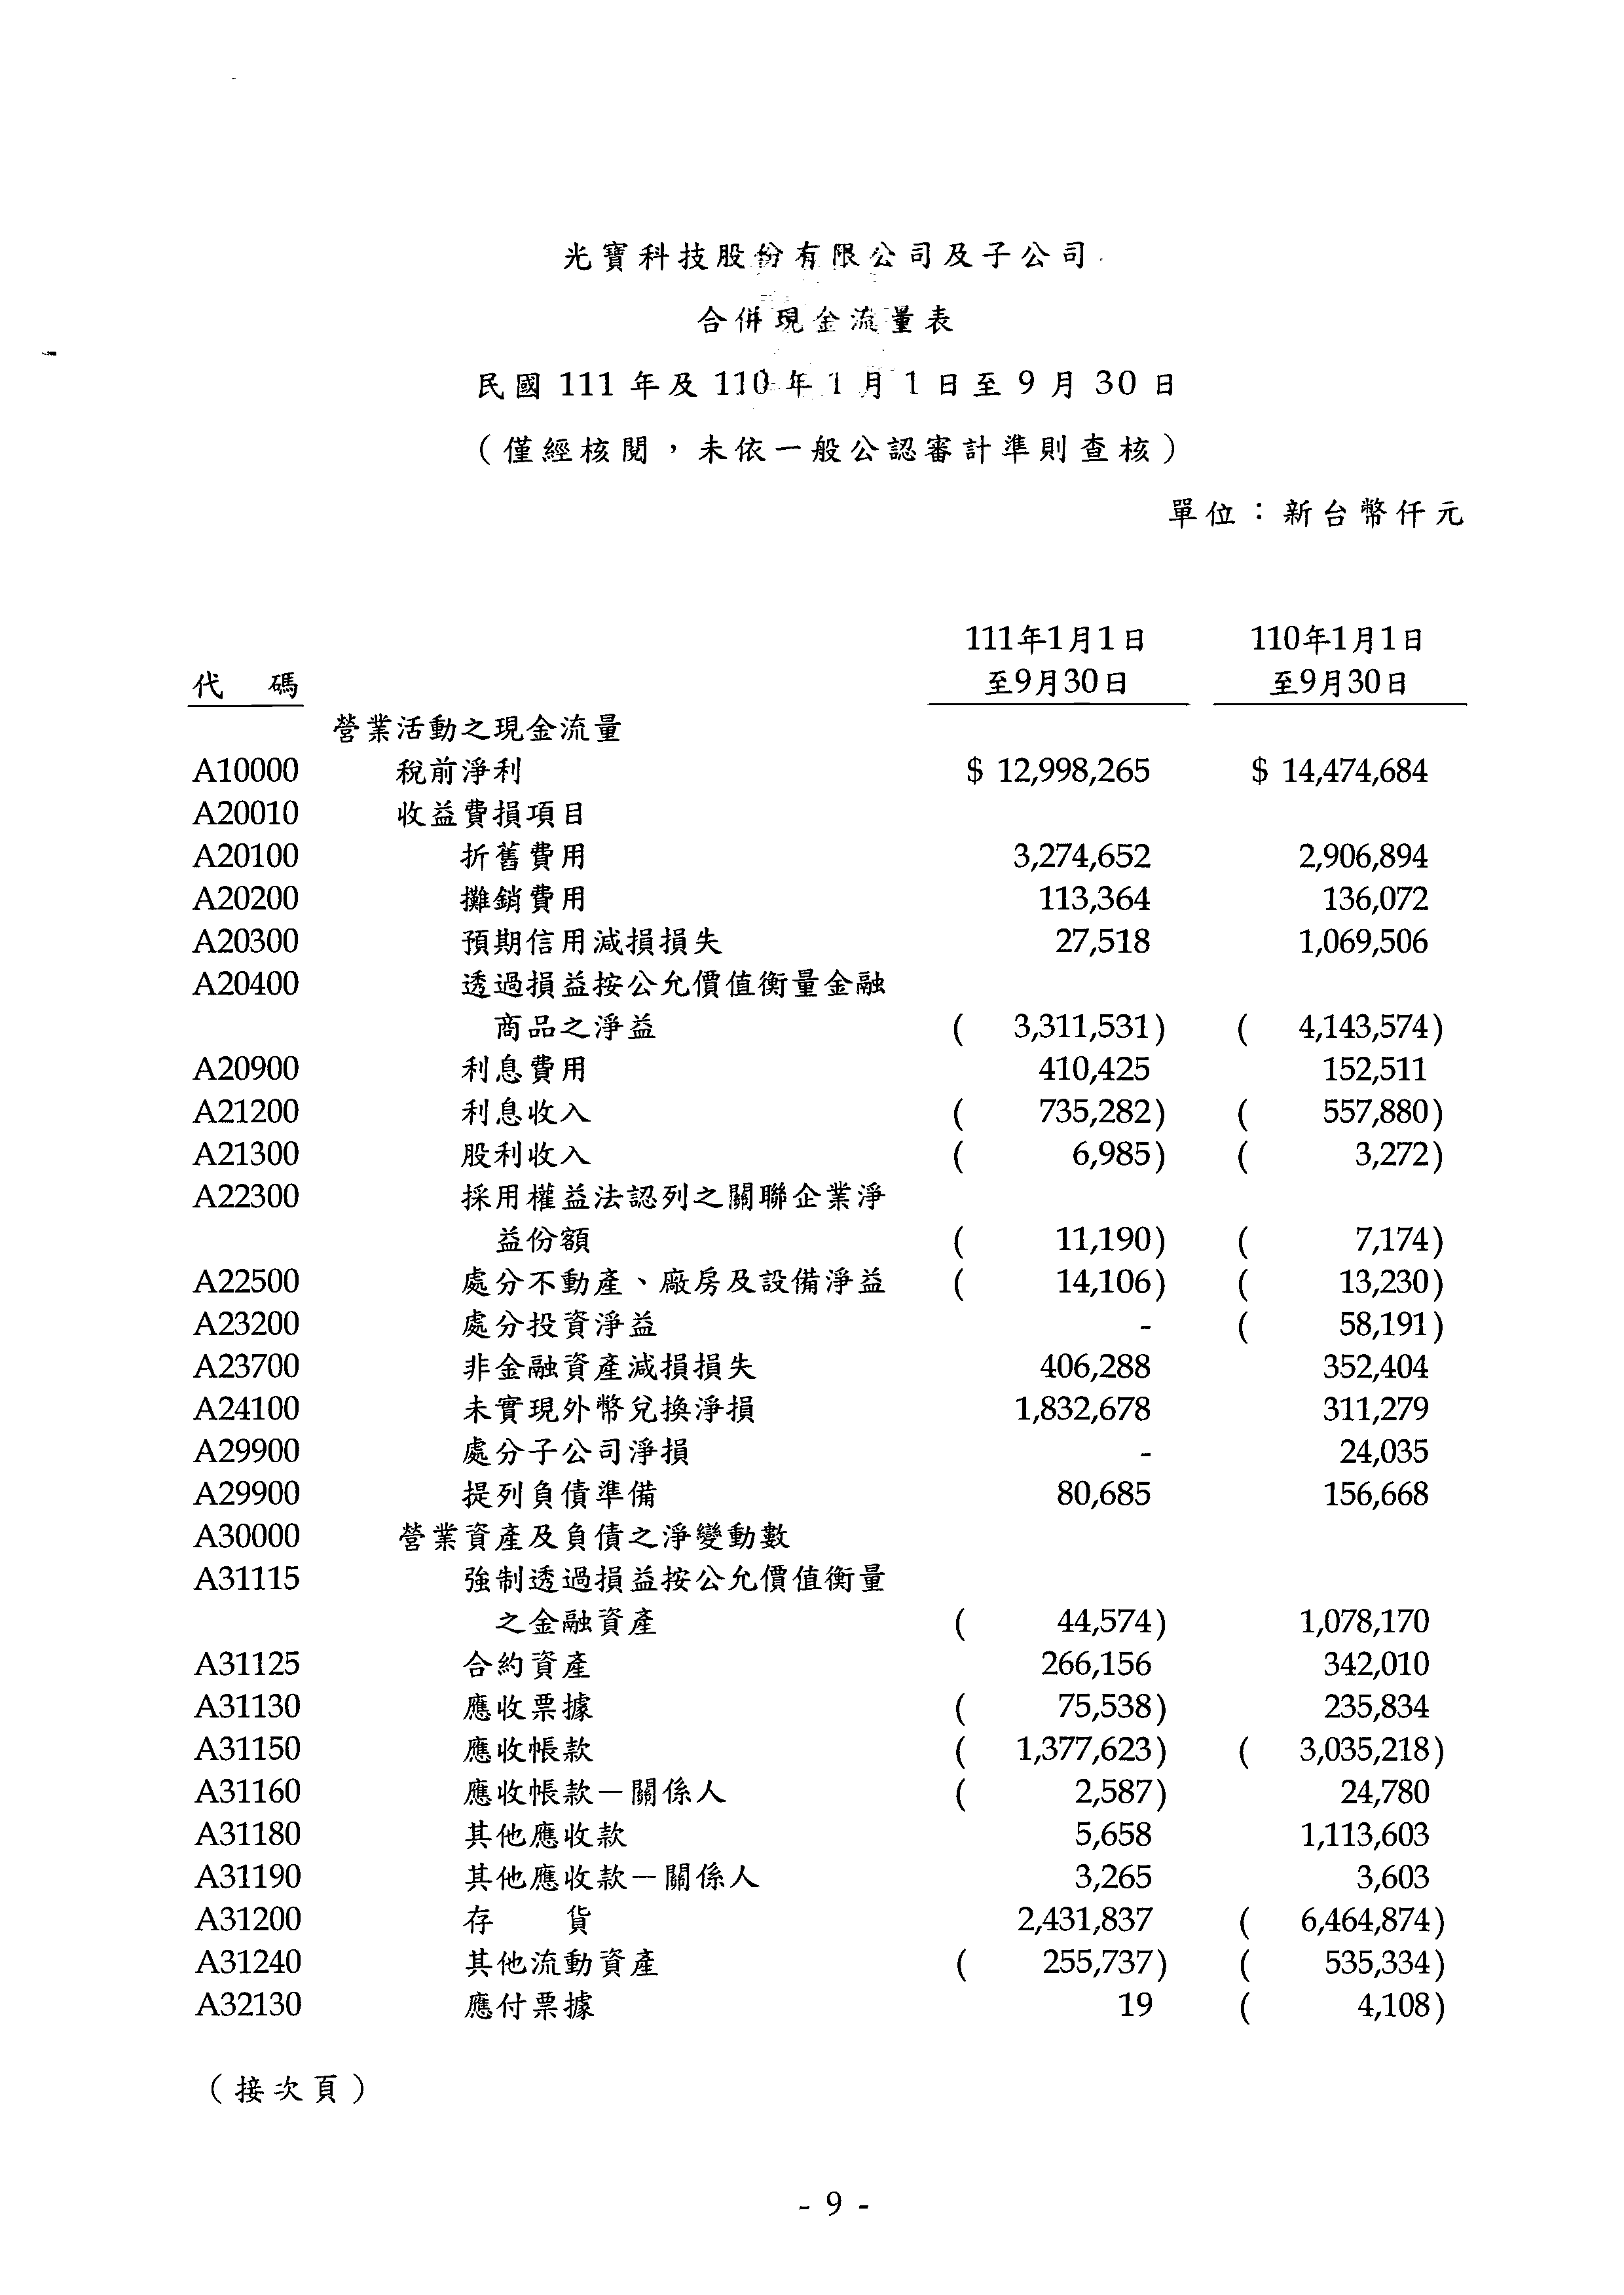 光寶科技股份有限公司及子公司
合併現金流量表
民國 111 年及 110 年 1 月 1 日至 9 月 30 日
（僅經核閱，未依一般公認審計準則查核）
單位：新台幣仟元
111年1月1日 110年1月1日
代 碼 至9月30日 至9月30日
營業活動之現金流量
A10000 稅前淨利 $ 12,998,265 $ 14,474,684
A20010 收益費損項目
A20100 折舊費用 3,274,652 2,906,894
A20200 攤銷費用 113,364 136,072
A20300 預期信用減損損失 27,518 1,069,506
A20400 透過損益按公允價值衡量金融
商品之淨益 ( 3,311,531) ( 4,143,574)
A20900 利息費用 410,425 152,511
A21200 利息收入 ( 735,282) ( 557,880)
A21300 股利收入 ( 6,985) ( 3,272)
A22300 採用權益法認列之關聯企業淨
益份額 ( 11,190) ( 7,174)
A22500 處分不動產、廠房及設備淨益 ( 14,106) ( 13,230)
A23200 處分投資淨益 - ( 58,191)
A23700 非金融資產減損損失 406,288 352,404
A24100 未實現外幣兌換淨損 1,832,678 311,279
A29900 處分子公司淨損 - 24,035
A29900 提列負債準備 80,685 156,668
A30000 營業資產及負債之淨變動數
A31115 強制透過損益按公允價值衡量
之金融資產 ( 44,574) 1,078,170
A31125 合約資產 266,156 342,010
A31130 應收票據 ( 75,538) 235,834
A31150 應收帳款 ( 1,377,623) ( 3,035,218)
A31160 應收帳款－關係人 ( 2,587) 24,780
A31180 其他應收款 5,658 1,113,603
A31190 其他應收款－關係人 3,265 3,603
A31200 存 貨 2,431,837 ( 6,464,874)
A31240 其他流動資產 ( 255,737) ( 535,334)
A32130 應付票據 19 ( 4,108)
（接次頁）
- 9 -